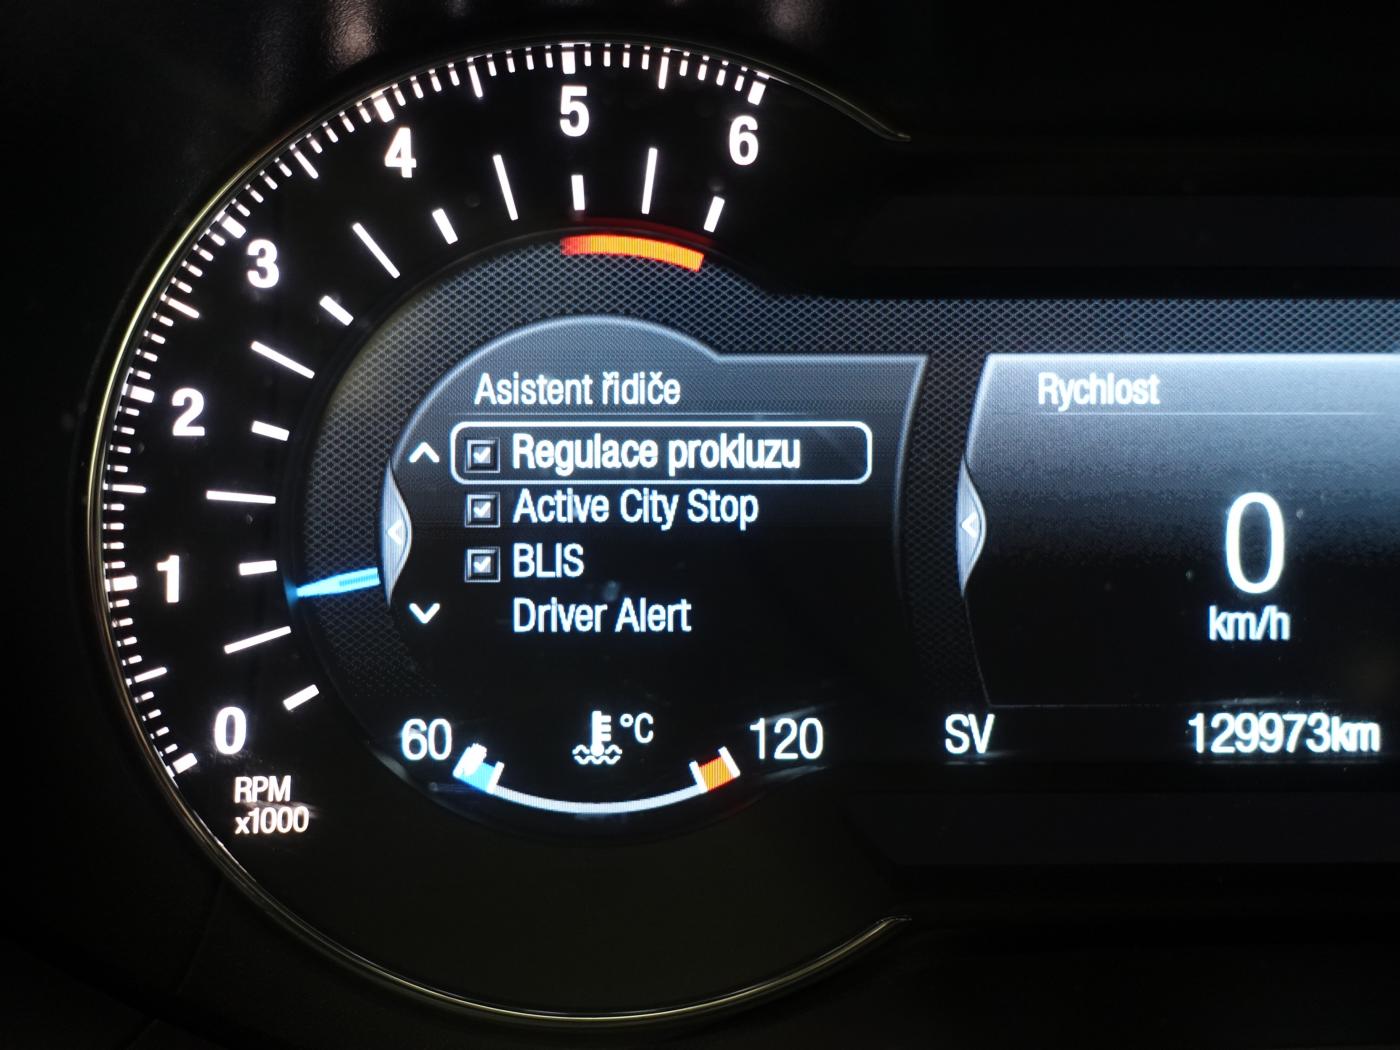 6
5
4
3
2
1
0
RPM
x1000
Asistent řidiče
Regulace prokluzu
Active City Stop
BLIS
Driver Alert
60 °C 120
Rychlost
0
km/h
SV 129973km